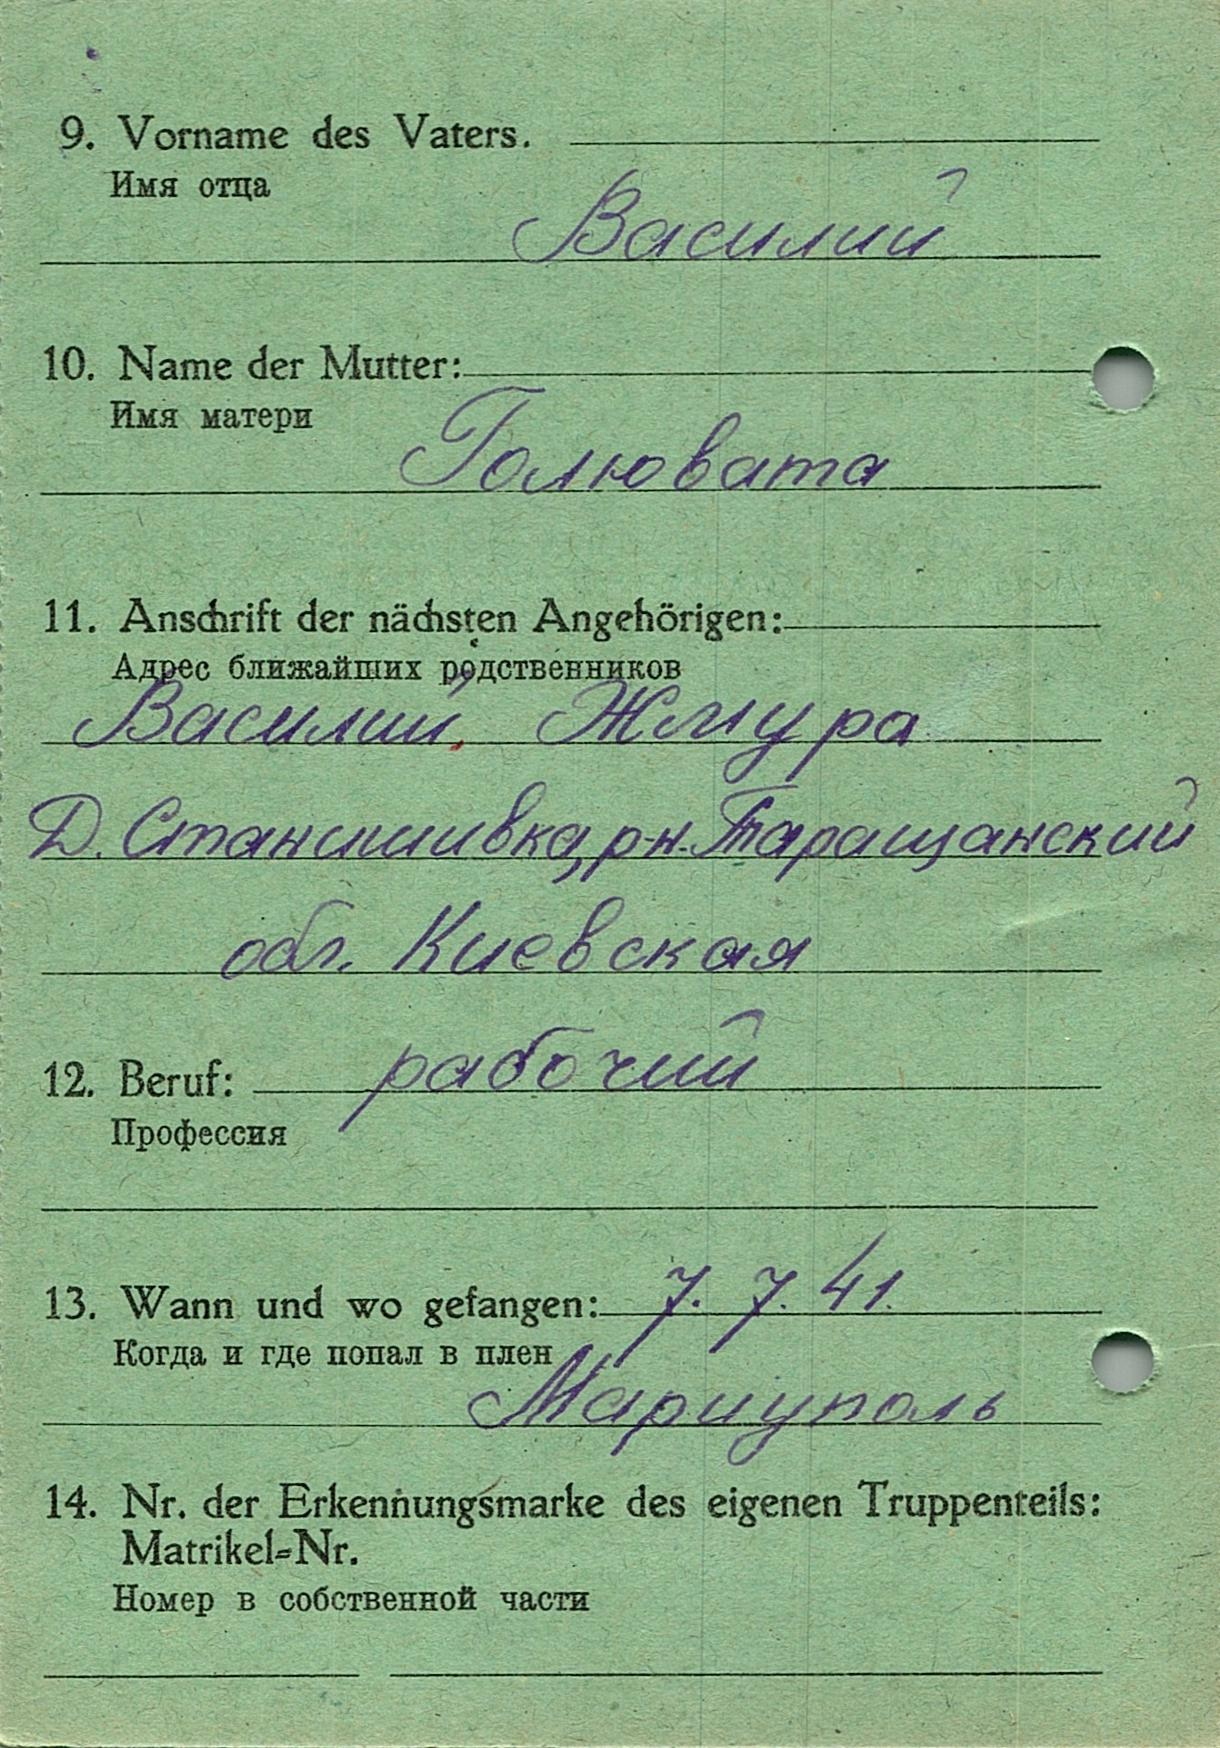 9. Vorname des Vaters.
Имя отца
Василий
10. Name der Mutter:
Имя матери
Голювата
11. Anschrift der nächsten Angehörigen:
Адрес ближайших родственников
Василий, Жмура
Д. Станишивка, р-н. Таращанский
обл. Киевская
12. Beruf: рабочий
Профессия
13. Wann und wo gefangen: 7. 7. 41.
Когда и где попал в плен
Мариуполь
14. Nr. der Erkennungsmarke des eigenen Truppenteils:
Matrikel-Nr.
Номер в собственной части